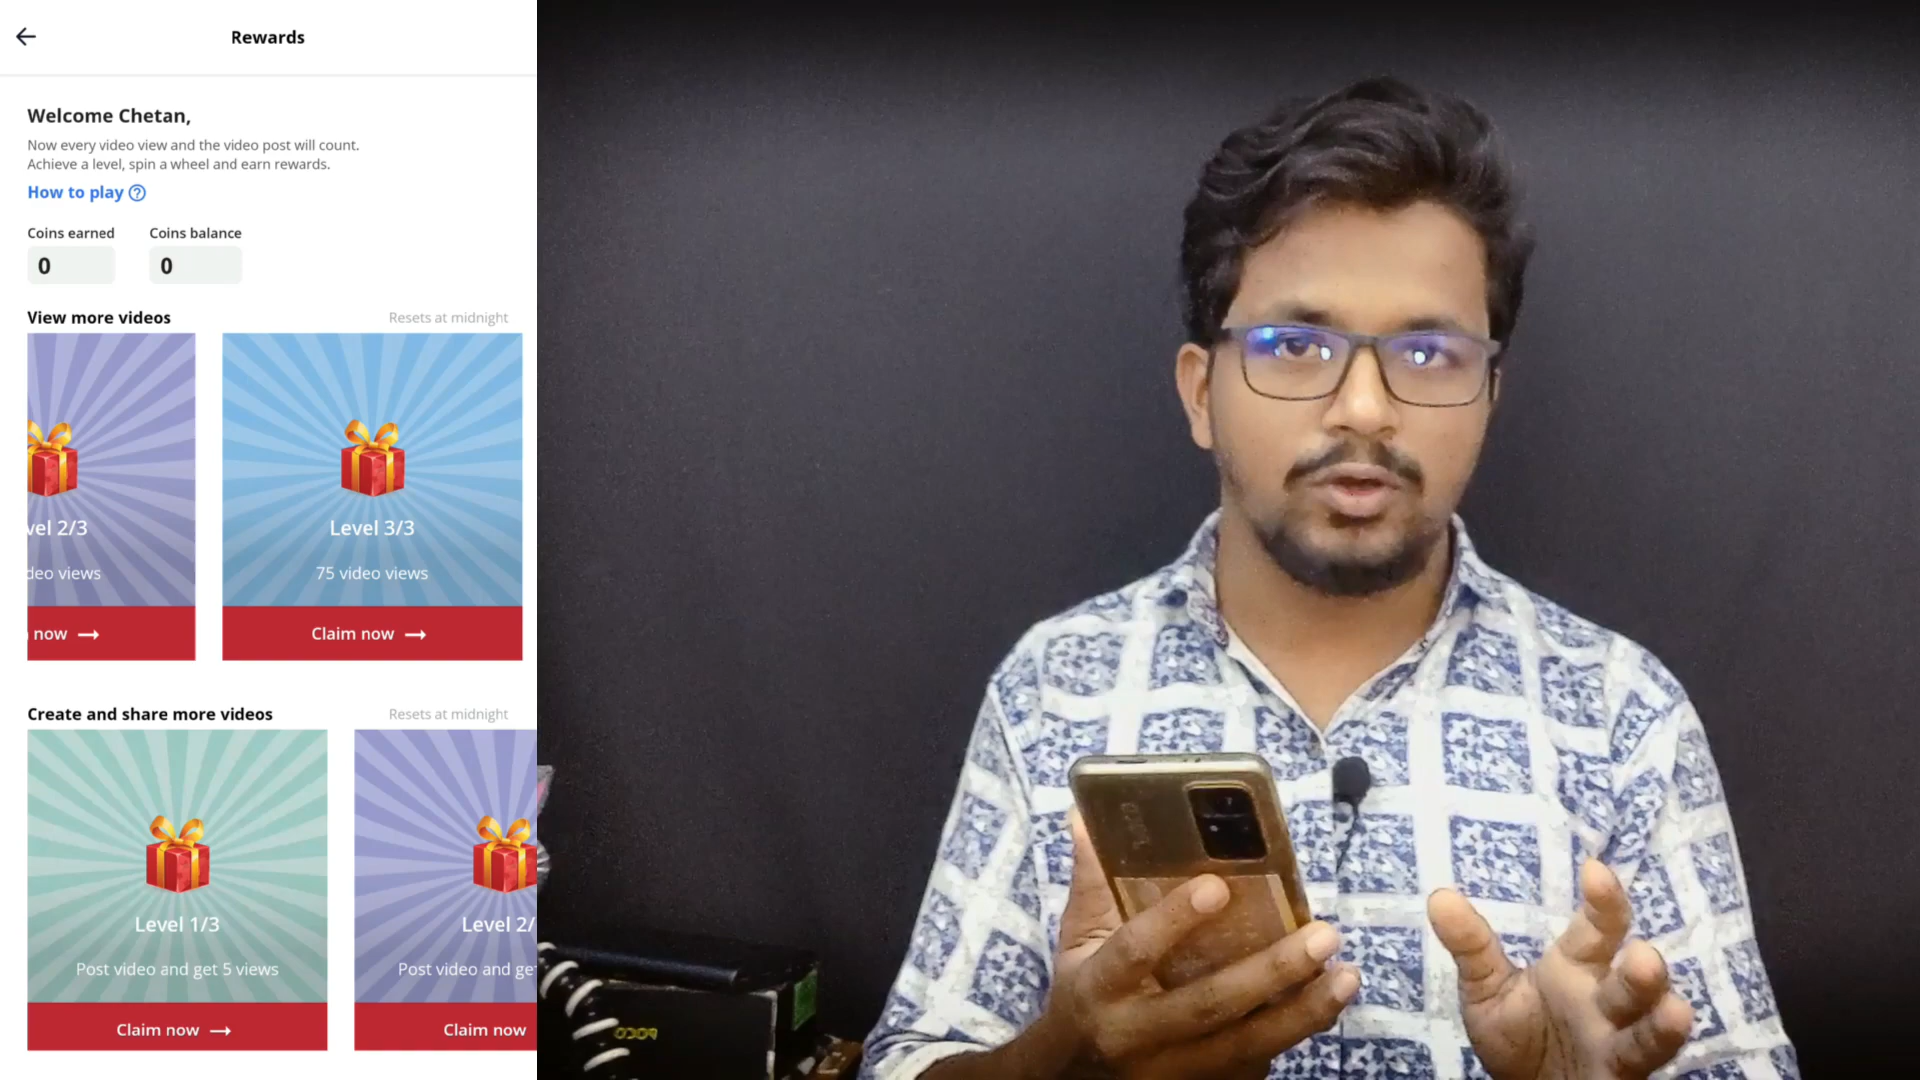 Rewards
Welcome Chetan,
Now every video view and the video post will count.
Achieve a level, spin a wheel and earn rewards.
How to play
Coins earned
Coins balance
0
0
View more videos
Resets at midnight
vel 2/3
deo views
now
Level 3/3
75 video views
Claim now
Create and share more videos
Resets at midnight
Level 1/3
Post video and get 5 views
Claim now
Level 2/
Post video and ge
Claim now